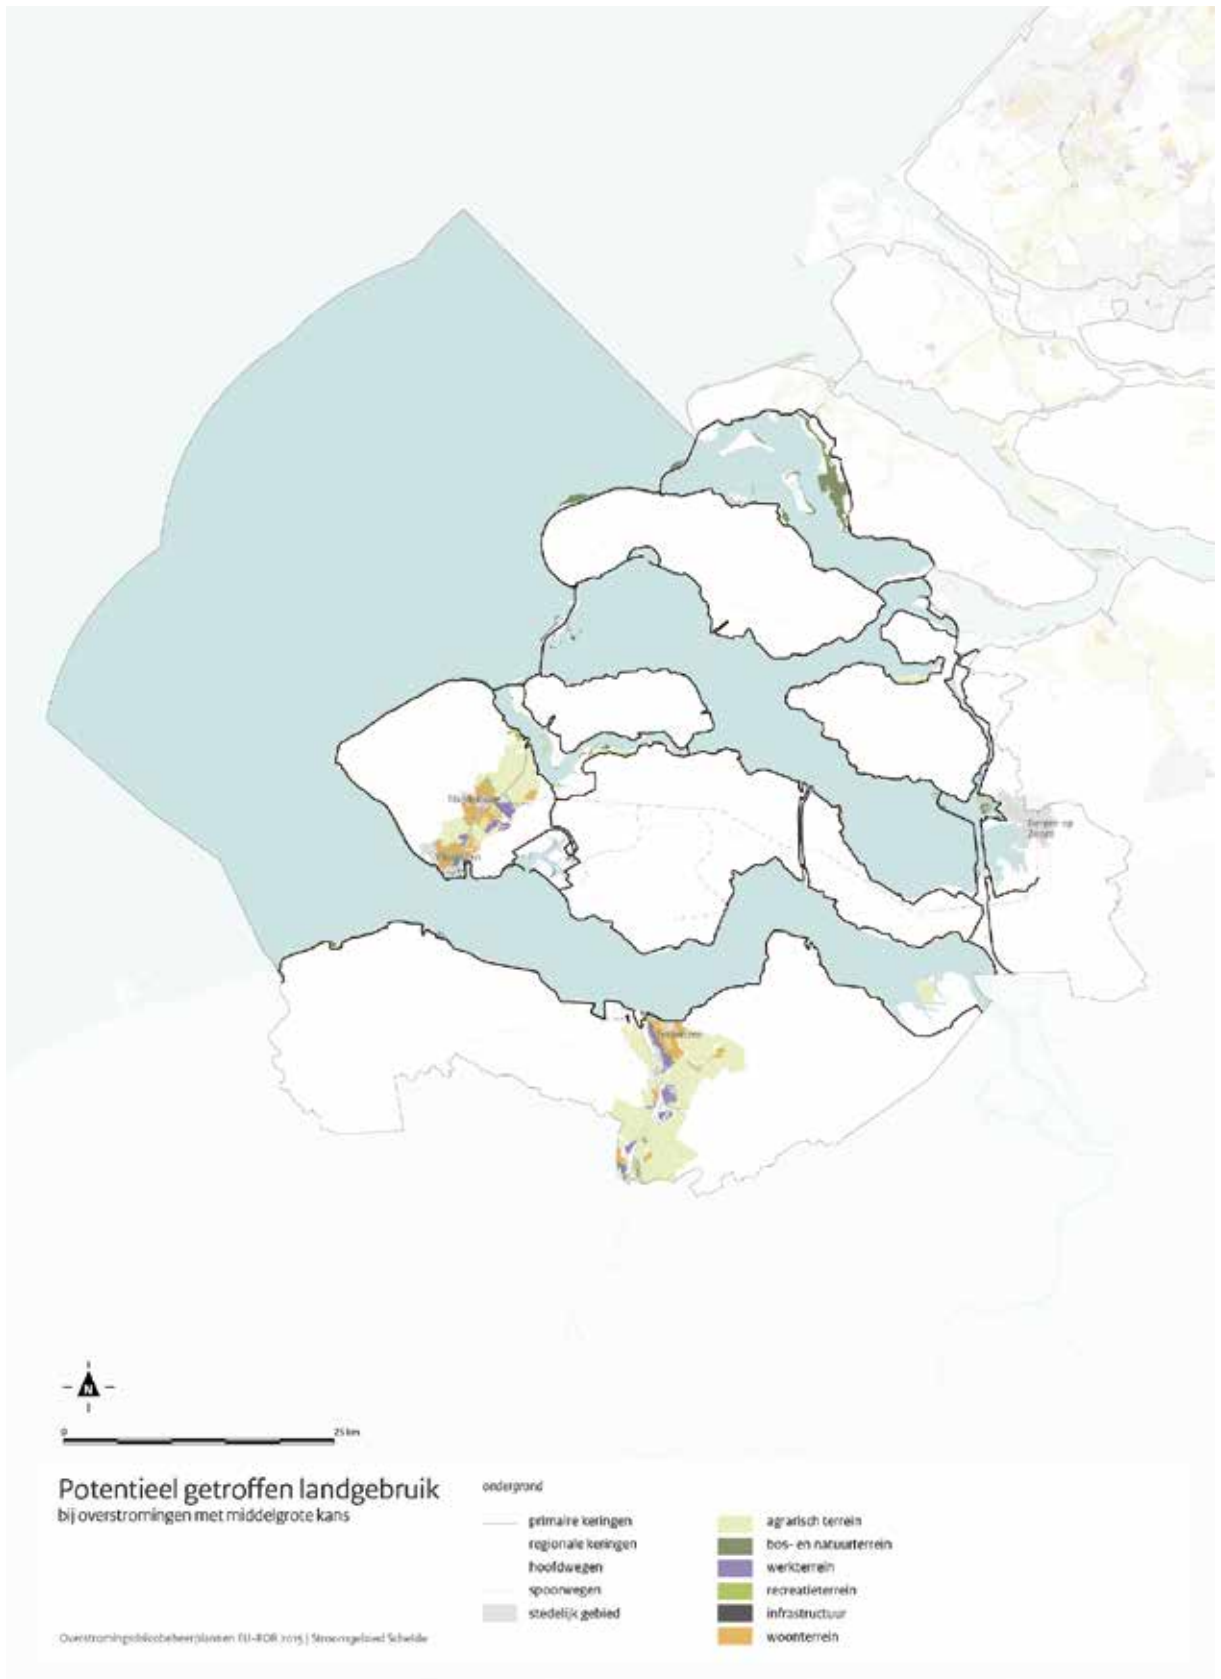 Bergen op
Zoom
N
0
25 km
Potentieel getroffen landgebruik
bij overstromingen met middelgrote kans
ondergrond
primaire keringen
regionale keringen
hoofdwegen
spoorwegen
stedelijk gebied
agrarisch terrein
bos- en natuurterrein
werkterrein
recreatieterrein
infrastructuur
woonterrein
Overstromingsrisicobeheerplannen EU-ROR 2015 | Stroomgebied Schelde